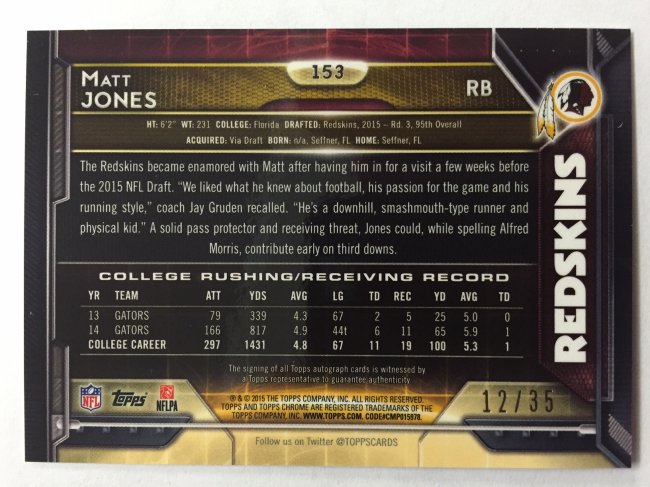 MATT
JONES
153
RB
HT: 6'2" WT: 231 COLLEGE: Florida DRAFTED: Redskins, 2015 – Rd. 3, 95th Overall
ACQUIRED: Via Draft BORN: n/a, Seffner, FL HOME: Seffner, FL
The Redskins became enamored with Matt after having him in for a visit a few weeks before
the 2015 NFL Draft. “We liked what he knew about football, his passion for the game and his
running style,” coach Jay Gruden recalled. “He’s a downhill, smashmouth-type runner and
physical kid.” A solid pass protector and receiving threat, Jones could, while spelling Alfred
Morris, contribute early on third downs.
REDSKINS
COLLEGE RUSHING/RECEIVING RECORD
YR TEAM ATT YDS AVG LG TD REC YD AVG TD
13 GATORS 79 339 4.3 67 2 5 25 5.0 0
14 GATORS 166 817 4.9 44t 6 11 65 5.9 1
COLLEGE CAREER 297 1431 4.8 67 11 19 100 5.3 1
The signing of all Topps autograph cards is witnessed by
a Topps representative to guarantee authenticity
NFL
Topps
NFLPA
® & © 2015 THE TOPPS COMPANY, INC. ALL RIGHTS RESERVED.
TOPPS AND TOPPS CHROME ARE REGISTERED TRADEMARKS OF THE
TOPPS COMPANY, INC. WWW.TOPPS.COM. CODE#CMP015978.
12/35
Follow us on Twitter @TOPPSCARDS